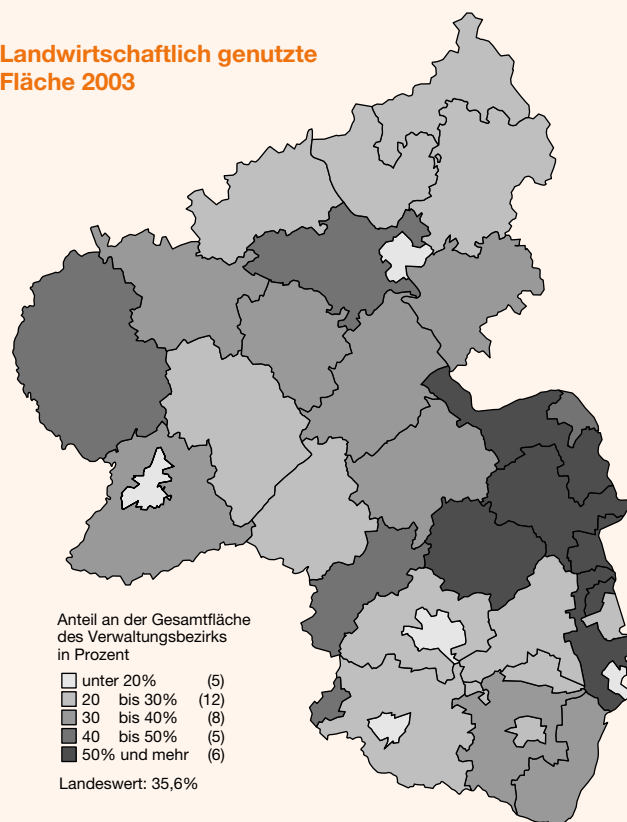 Landwirtschaftlich genutzte
Fläche 2003
Anteil an der Gesamtfläche
des Verwaltungsbezirks
in Prozent
unter 20% (5)
20 bis 30% (12)
30 bis 40% (8)
40 bis 50% (5)
50% und mehr (6)
Landeswert: 35,6%